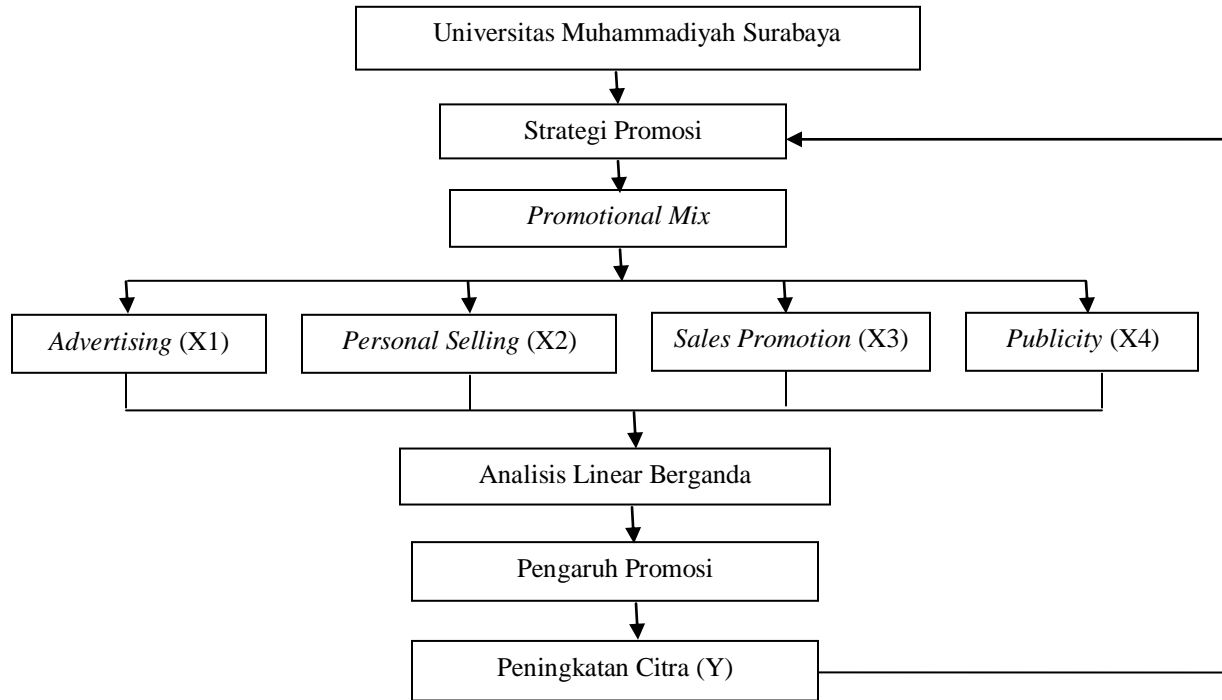 Universitas Muhammadiyah Surabaya
Strategi Promosi
Promotional Mix
Advertising (X1)
Personal Selling (X2)
Sales Promotion (X3)
Publicity (X4)
Analisis Linear Berganda
Pengaruh Promosi
Peningkatan Citra (Y)